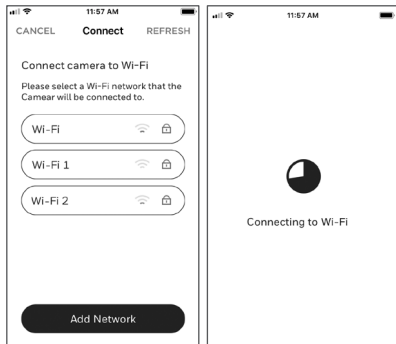 11:57 AM
CANCEL Connect REFRESH
Connect camera to Wi-Fi
Please select a Wi-Fi network that the
Camear will be connected to.
Wi-Fi
Wi-Fi 1
Wi-Fi 2
Add Network
11:57 AM
Connecting to Wi-Fi